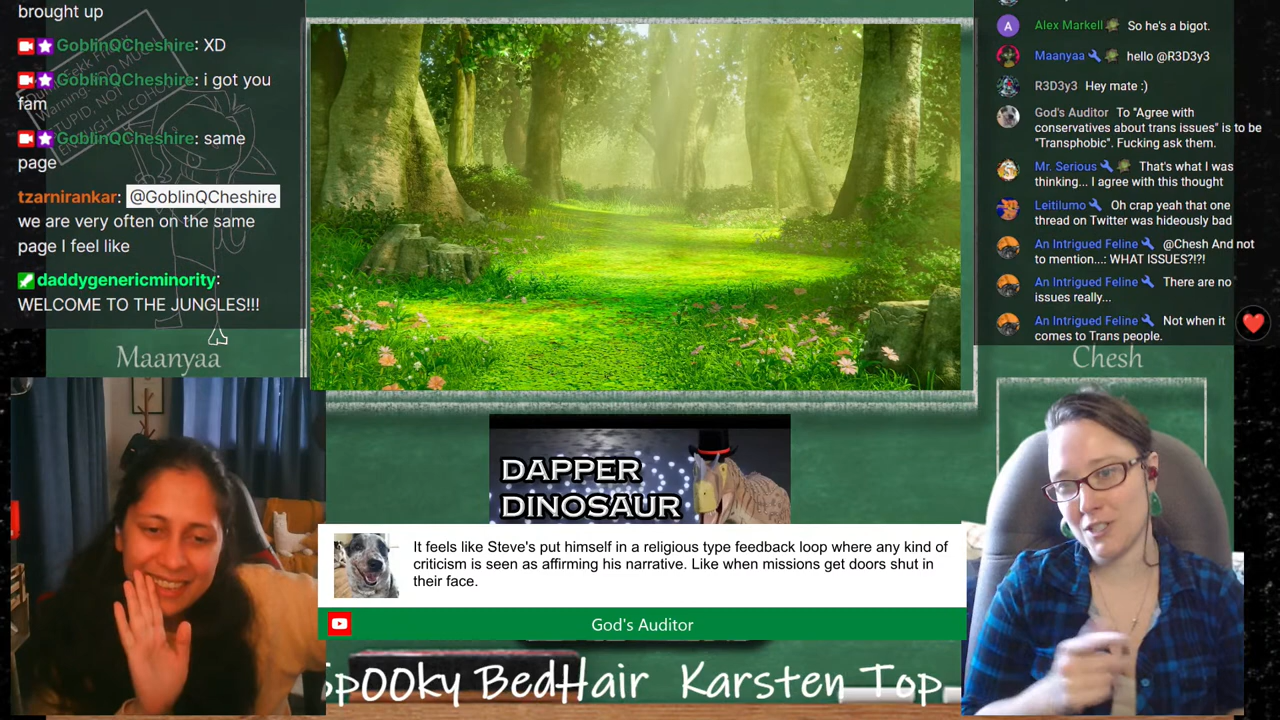 brought up
GoblinQCheshire: XD
GoblinQCheshire: i got you
fam
GoblinQCheshire: same
page
tzarnirankar: @GoblinQCheshire
we are very often on the same
page I feel like
daddygenericminority:
WELCOME TO THE JUNGLES!!!
Maanyaa
Alex Markell So he's a bigot.
Maanyaa hello @R3D3y3
R3D3y3 Hey mate :)
God's Auditor To "Agree with
conservatives about trans issues" is to be
"Transphobic". Fucking ask them.
Mr. Serious That's what I was
thinking... I agree with this thought
Leitilumo Oh crap yeah that one
thread on Twitter was hideously bad
An Intrigued Feline @Chesh And not
to mention...: WHAT ISSUES?!?!
An Intrigued Feline There are no
issues really...
An Intrigued Feline Not when it
comes to Trans people.
Chesh
DAPPER
DINOSAUR
It feels like Steve's put himself in a religious type feedback loop where any kind of
criticism is seen as affirming his narrative. Like when missions get doors shut in
their face.
God's Auditor
SpOOky BedHair Karsten Top